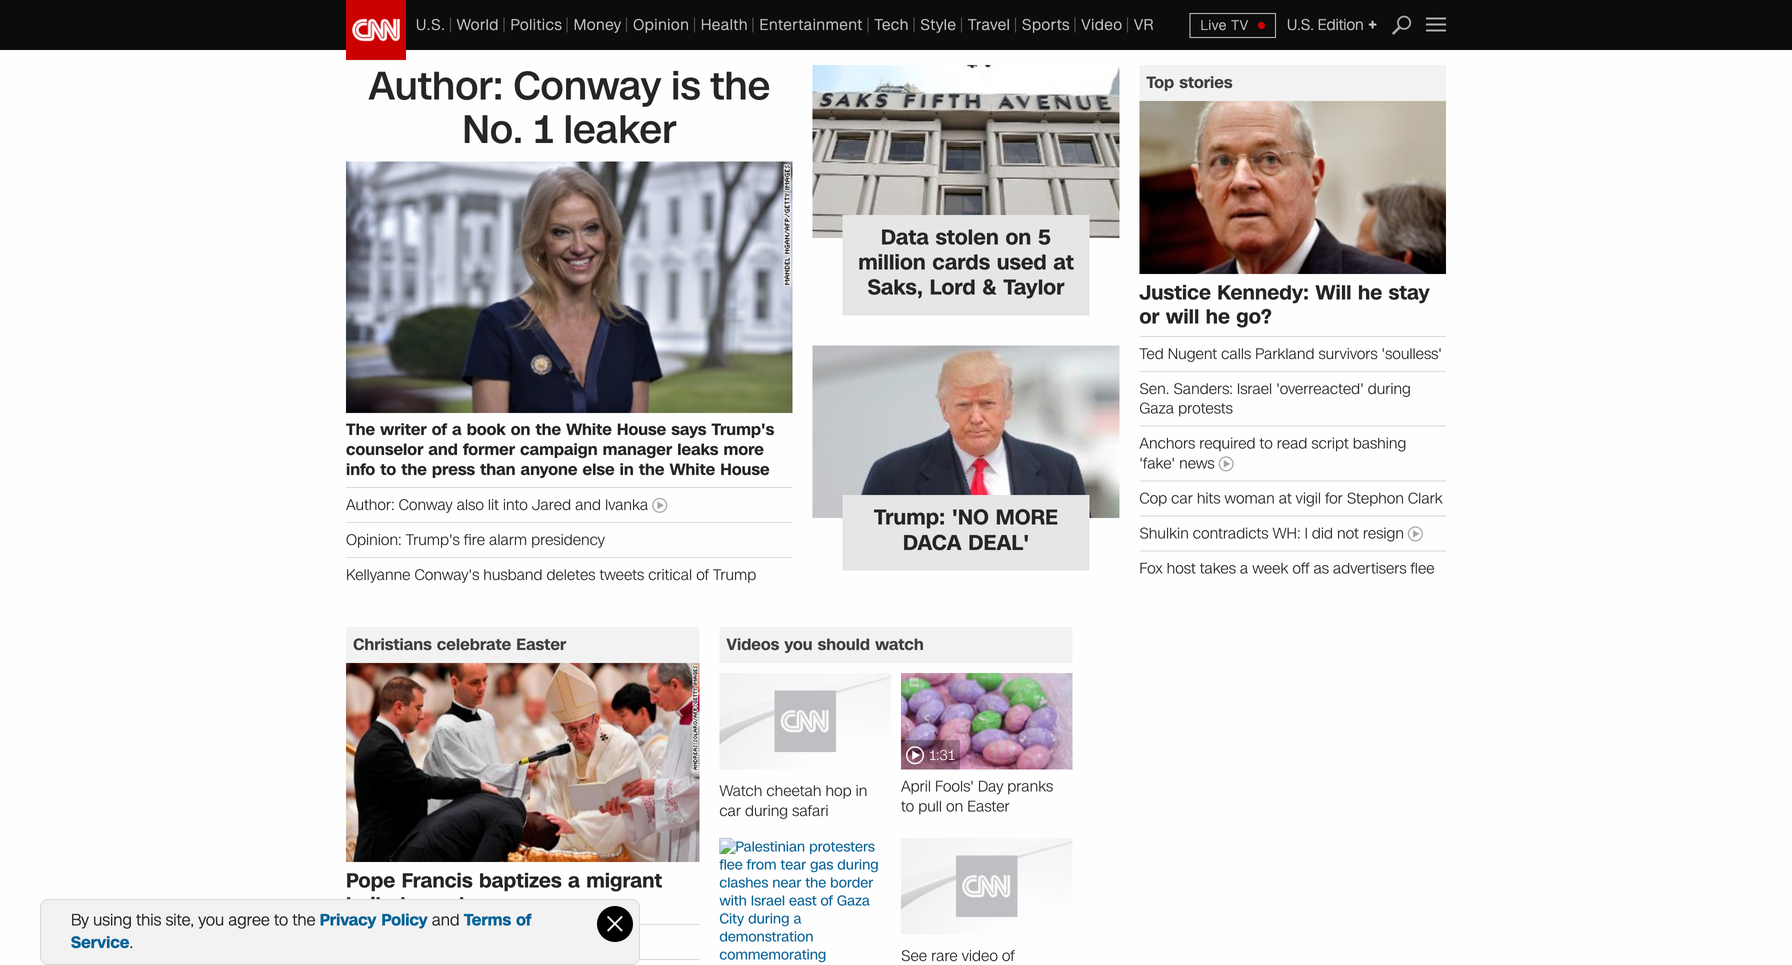 CNN
U.S. | World | Politics | Money | Opinion | Health | Entertainment | Tech | Style | Travel | Sports | Video | VR
Live TV
U.S. Edition +
Author: Conway is the
No. 1 leaker
MANDEL NGAN/AFP/GETTY IMAGES
The writer of a book on the White House says Trump's
counselor and former campaign manager leaks more
info to the press than anyone else in the White House
Author: Conway also lit into Jared and Ivanka
Opinion: Trump's fire alarm presidency
Kellyanne Conway's husband deletes tweets critical of Trump
SAKS FIFTH AVENUE
Data stolen on 5
million cards used at
Saks, Lord & Taylor
Trump: 'NO MORE
DACA DEAL'
Top stories
Justice Kennedy: Will he stay
or will he go?
Ted Nugent calls Parkland survivors 'soulless'
Sen. Sanders: Israel 'overreacted' during
Gaza protests
Anchors required to read script bashing
'fake' news
Cop car hits woman at vigil for Stephon Clark
Shulkin contradicts WH: I did not resign
Fox host takes a week off as advertisers flee
Christians celebrate Easter
Pope Francis baptizes a migrant
Videos you should watch
CNN
Watch cheetah hop in
car during safari
1:31
April Fools' Day pranks
to pull on Easter
Palestinian protesters
flee from tear gas during
clashes near the border
with Israel east of Gaza
City during a
demonstration
commemorating
CNN
See rare video of
By using this site, you agree to the Privacy Policy and Terms of
Service.